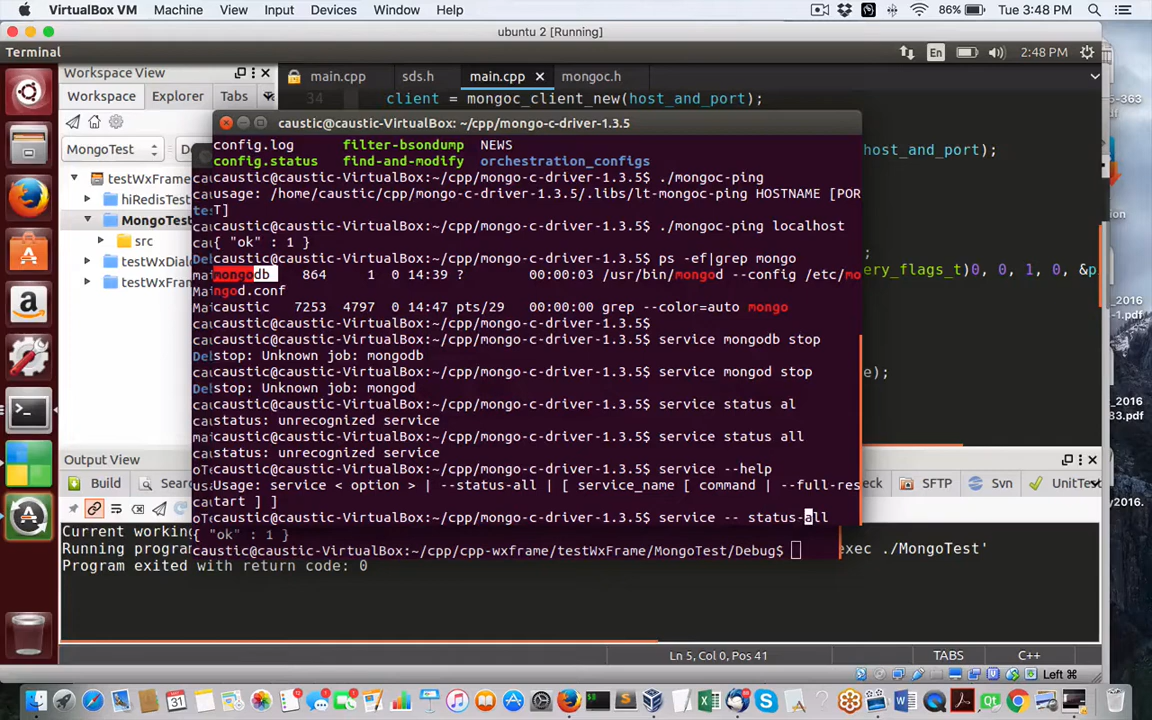 VirtualBox VM Machine View Input Devices Window Help
86% Tue 3:48 PM
ubuntu 2 [Running]
Terminal
En
2:48 PM
Workspace View
main.cpp sds.h main.cpp mongoc.h
Workspace Explorer Tabs
34 client = mongoc_client_new(host_and_port);
caustic@caustic-VirtualBox: ~/cpp/mongo-c-driver-1.3.5
MongoTest
config.log filter-bsondump NEWS
ost_and_port);
config.status find-and-modify orchestration_configs
testWxFrame
caustic@caustic-VirtualBox:~/cpp/mongo-c-driver-1.3.5$ ./mongoc-ping
hiRedisTest
usage: /home/caustic/cpp/mongo-c-driver-1.3.5/.libs/lt-mongoc-ping HOSTNAME [POR
T]
MongoTest
caustic@caustic-VirtualBox:~/cpp/mongo-c-driver-1.3.5$ ./mongoc-ping localhost
src
{ "ok" : 1 }
testWxDial
caustic@caustic-VirtualBox:~/cpp/mongo-c-driver-1.3.5$ ps -ef|grep mongo
ery_flags_t)0, 0, 1, 0, &p
mongodb 864 1 0 14:39 ? 00:00:03 /usr/bin/mongod --config /etc/mo
testWxFran
ngod.conf
caustic 7253 4797 0 14:47 pts/29 00:00:00 grep --color=auto mongo
caustic@caustic-VirtualBox:~/cpp/mongo-c-driver-1.3.5$
caustic@caustic-VirtualBox:~/cpp/mongo-c-driver-1.3.5$ service mongodb stop
stop: Unknown job: mongodb
caustic@caustic-VirtualBox:~/cpp/mongo-c-driver-1.3.5$ service mongod stop
e);
stop: Unknown job: mongod
caustic@caustic-VirtualBox:~/cpp/mongo-c-driver-1.3.5$ service status al
status: unrecognized service
caustic@caustic-VirtualBox:~/cpp/mongo-c-driver-1.3.5$ service status all
status: unrecognized service
Output View
caustic@caustic-VirtualBox:~/cpp/mongo-c-driver-1.3.5$ service --help
Build Search
Usage: service < option > | --status-all | [ service_name [ command | --full-res
ck SFTP Svn UnitTest
tart ] ]
caustic@caustic-VirtualBox:~/cpp/mongo-c-driver-1.3.5$ service -- status-all
Current working
{ "ok" : 1 }
Running program
caustic@caustic-VirtualBox:~/cpp/cpp-wxframe/testWxFrame/MongoTest/Debug$
exec ./MongoTest'
Program exited with return code: 0
Ln 5, Col 0, Pos 41 TABS C++
Left ⌘